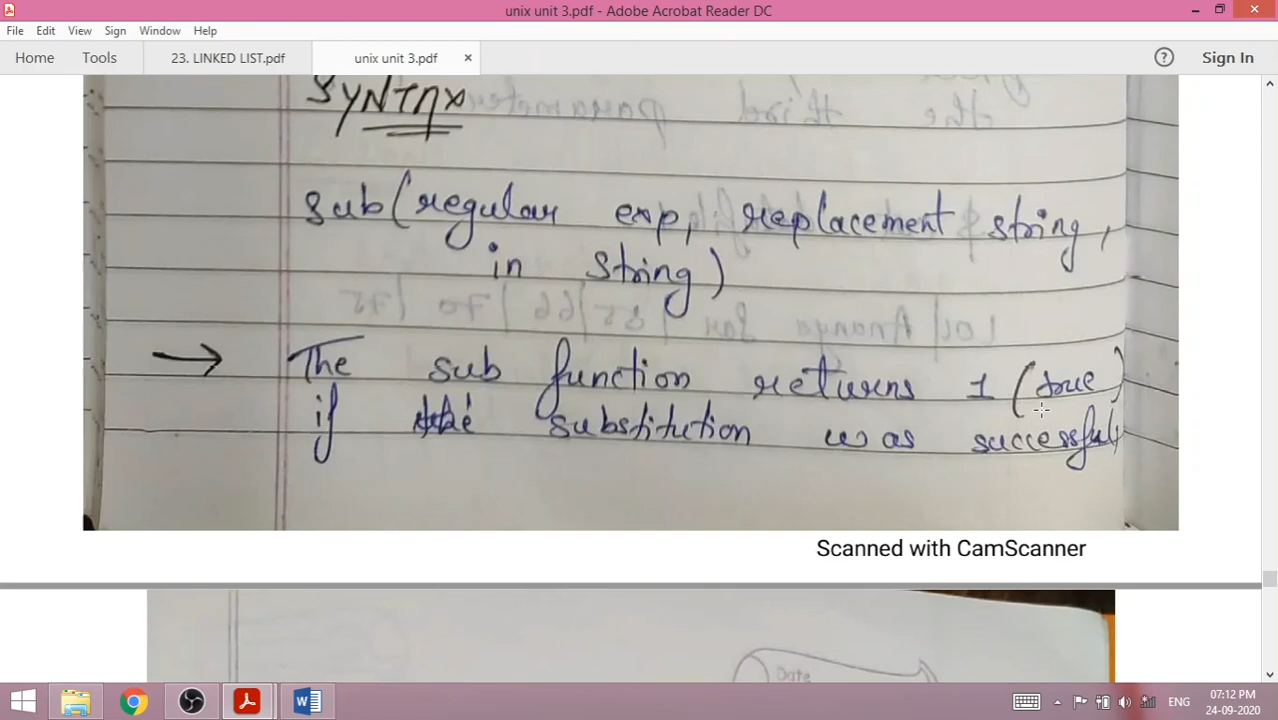 unix unit 3.pdf - Adobe Acrobat Reader DC
File Edit View Sign Window Help
Home Tools 23. LINKED LIST.pdf unix unit 3.pdf × ? Sign In
SYNTAX
sub(regular exp, replacement string,
in string)
→ The sub function returns 1 (true)
if the substitution was successful
Scanned with CamScanner
Date
ENG
07:12 PM
24-09-2020